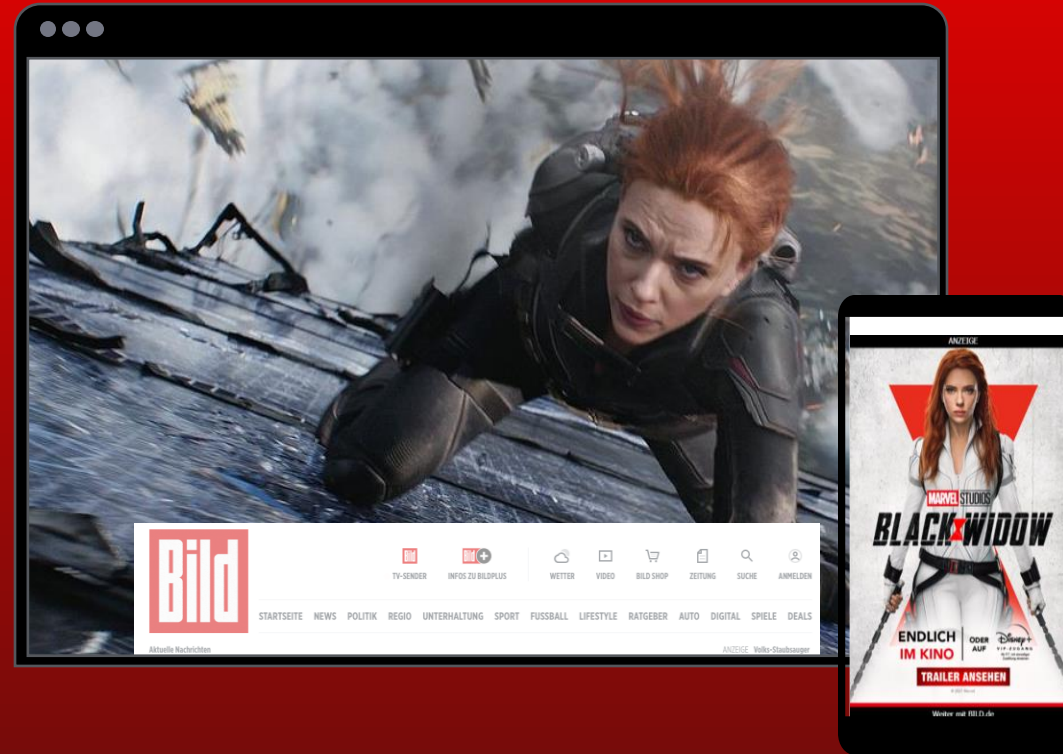 Bild
Bild Bild+
TV-SENDER INFOS ZU BILDPLUS WETTER VIDEO BILD SHOP ZEITUNG SUCHE ANMELDEN
STARTSEITE NEWS POLITIK REGIO UNTERHALTUNG SPORT FUSSBALL LIFESTYLE RATGEBER AUTO DIGITAL SPIELE DEALS
Aktuelle Nachrichten ANZEIGE Volks-Staubsauger
ANZEIGE
MARVEL STUDIOS
BLACK WIDOW
ENDLICH
IM KINO
ODER
AUF
Disney+
VIP-ZUGANG
TRAILER ANSEHEN
Weiter mit BILD.de